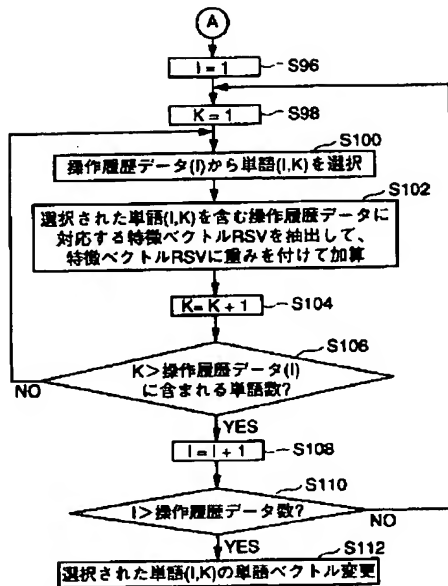 A
I = 1
S96
K = 1
S98
S100
操作履歴データ(I)から単語(I,K)を選択
S102
選択された単語(I,K)を含む操作履歴データに
対応する特徴ベクトルRSVを抽出して、
特徴ベクトルRSVに重みを付けて加算
K= K + 1
S104
S106
K>操作履歴データ(I)
に含まれる単語数?
NO
YES
I = I + 1
S108
S110
I>操作履歴データ数?
NO
YES
S112
選択された単語(I,K)の単語ベクトル変更